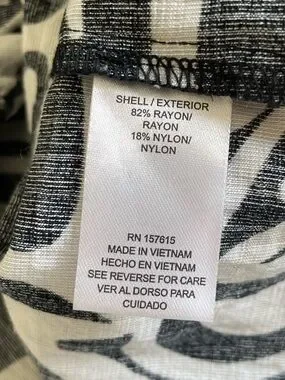 SHELL / EXTERIOR
82% RAYON/
RAYON
18% NYLON/
NYLON
RN 157615
MADE IN VIETNAM
HECHO EN VIETNAM
SEE REVERSE FOR CARE
VER AL DORSO PARA
CUIDADO